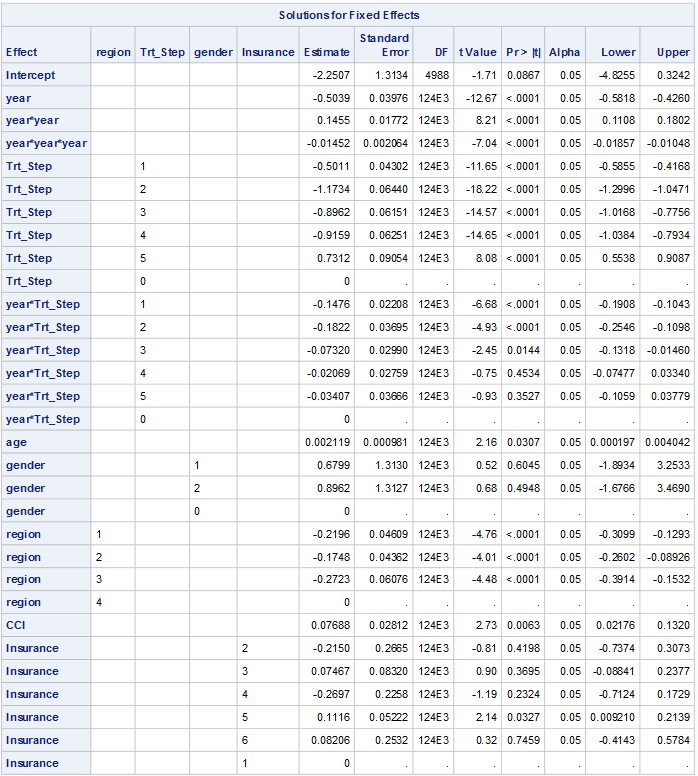 Solutions for Fixed Effects
Effect region Trt_Step gender Insurance Estimate Standard Error DF t Value Pr > |t| Alpha Lower Upper
Intercept -2.2507 1.3134 4988 -1.71 0.0867 0.05 -4.8255 0.3242
year -0.5039 0.03976 124E3 -12.67 <.0001 0.05 -0.5818 -0.4260
year*year 0.1455 0.01772 124E3 8.21 <.0001 0.05 0.1108 0.1802
year*year*year -0.01452 0.002064 124E3 -7.04 <.0001 0.05 -0.01857 -0.01048
Trt_Step 1 -0.5011 0.04302 124E3 -11.65 <.0001 0.05 -0.5855 -0.4168
Trt_Step 2 -1.1734 0.06440 124E3 -18.22 <.0001 0.05 -1.2996 -1.0471
Trt_Step 3 -0.8962 0.06151 124E3 -14.57 <.0001 0.05 -1.0168 -0.7756
Trt_Step 4 -0.9159 0.06251 124E3 -14.65 <.0001 0.05 -1.0384 -0.7934
Trt_Step 5 0.7312 0.09054 124E3 8.08 <.0001 0.05 0.5538 0.9087
Trt_Step 0 0 . . . . . . .
year*Trt_Step 1 -0.1476 0.02208 124E3 -6.68 <.0001 0.05 -0.1908 -0.1043
year*Trt_Step 2 -0.1822 0.03695 124E3 -4.93 <.0001 0.05 -0.2546 -0.1098
year*Trt_Step 3 -0.07320 0.02990 124E3 -2.45 0.0144 0.05 -0.1318 -0.01460
year*Trt_Step 4 -0.02069 0.02759 124E3 -0.75 0.4534 0.05 -0.07477 0.03340
year*Trt_Step 5 -0.03407 0.03666 124E3 -0.93 0.3527 0.05 -0.1059 0.03779
year*Trt_Step 0 0 . . . . . . .
age 0.002119 0.000981 124E3 2.16 0.0307 0.05 0.000197 0.004042
gender 1 0.6799 1.3130 124E3 0.52 0.6045 0.05 -1.8934 3.2533
gender 2 0.8962 1.3127 124E3 0.68 0.4948 0.05 -1.6766 3.4690
gender 0 0 . . . . . . .
region 1 -0.2196 0.04609 124E3 -4.76 <.0001 0.05 -0.3099 -0.1293
region 2 -0.1748 0.04362 124E3 -4.01 <.0001 0.05 -0.2602 -0.08926
region 3 -0.2723 0.06076 124E3 -4.48 <.0001 0.05 -0.3914 -0.1532
region 4 0 . . . . . . .
CCI 0.07688 0.02812 124E3 2.73 0.0063 0.05 0.02176 0.1320
Insurance 2 -0.2150 0.2665 124E3 -0.81 0.4198 0.05 -0.7374 0.3073
Insurance 3 0.07467 0.08320 124E3 0.90 0.3695 0.05 -0.08841 0.2377
Insurance 4 -0.2697 0.2258 124E3 -1.19 0.2324 0.05 -0.7124 0.1729
Insurance 5 0.1116 0.05222 124E3 2.14 0.0327 0.05 0.009210 0.2139
Insurance 6 0.08206 0.2532 124E3 0.32 0.7459 0.05 -0.4143 0.5784
Insurance 1 0 . . . . . . .